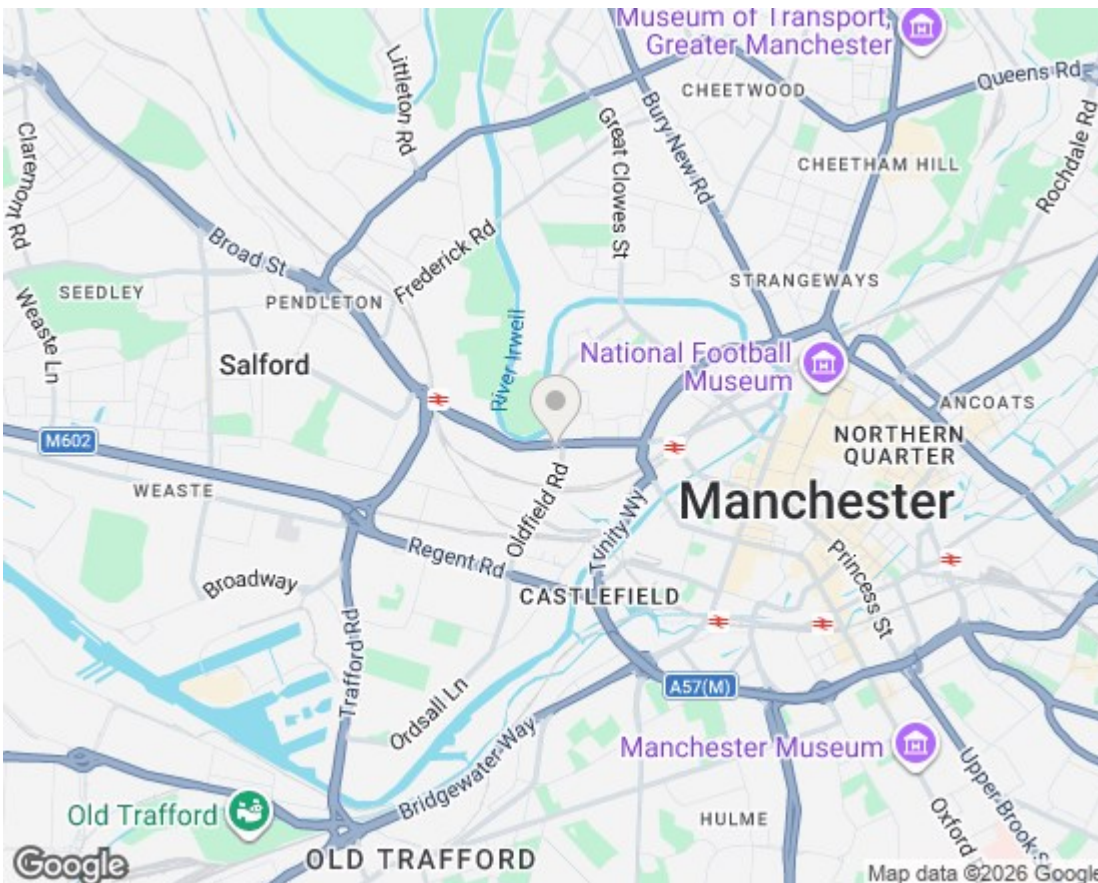 Museum of Transport,
Greater Manchester
Littleton Rd
CHEETWOOD
Queens Rd
Bury New Rd
Great Clowes St
Claremont Rd
CHEETHAM HILL
Rochdale Rd
Broad St
Frederick Rd
STRANGEWAYS
SEEDLEY
PENDLETON
Weaste Ln
River Irwell
National Football
Museum
Salford
ANCOATS
M602
NORTHERN
QUARTER
WEASTE
Manchester
Oldfield Rd
Trinity Wy
Regent Rd
Princess St
Broadway
CASTLEFIELD
Trafford Rd
A57(M)
Ordsall Ln
Bridgewater Way
Manchester Museum
Upper Brook St
Old Trafford
HULME
Oxford
OLD TRAFFORD
Google
Map data ©2026 Google